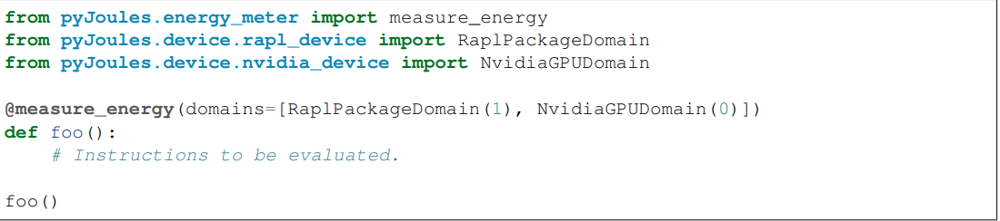 from pyJoules.energy_meter import measure_energy
from pyJoules.device.rapl_device import RaplPackageDomain
from pyJoules.device.nvidia_device import NvidiaGPUDomain

@measure_energy(domains=[RaplPackageDomain(1), NvidiaGPUDomain(0)])
def foo():
    # Instructions to be evaluated.

foo()